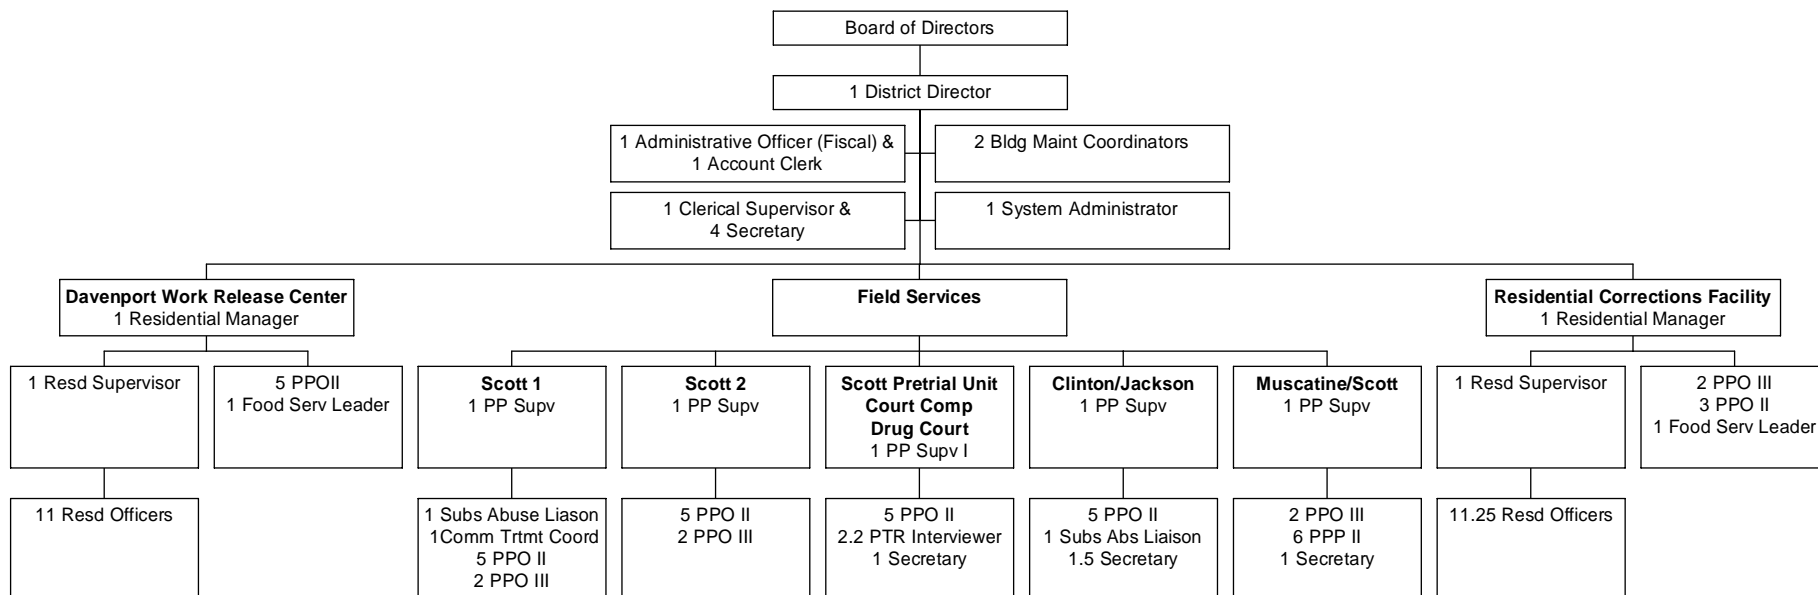 Board of Directors
1 District Director
1 Administrative Officer (Fiscal) &
1 Account Clerk
2 Bldg Maint Coordinators
1 Clerical Supervisor &
4 Secretary
1 System Administrator
Davenport Work Release Center
1 Residential Manager
Field Services
Residential Corrections Facility
1 Residential Manager
1 Resd Supervisor
5 PPOII
1 Food Serv Leader
Scott 1
1 PP Supv
Scott 2
1 PP Supv
Scott Pretrial Unit
Court Comp
Drug Court
1 PP Supv I
Clinton/Jackson
1 PP Supv
Muscatine/Scott
1 PP Supv
1 Resd Supervisor
2 PPO III
3 PPO II
1 Food Serv Leader
11 Resd Officers
1 Subs Abuse Liason
1Comm Trtmt Coord
5 PPO II
2 PPO III
5 PPO II
2 PPO III
5 PPO II
2.2 PTR Interviewer
1 Secretary
5 PPO II
1 Subs Abs Liaison
1.5 Secretary
2 PPO III
6 PPP II
1 Secretary
11.25 Resd Officers